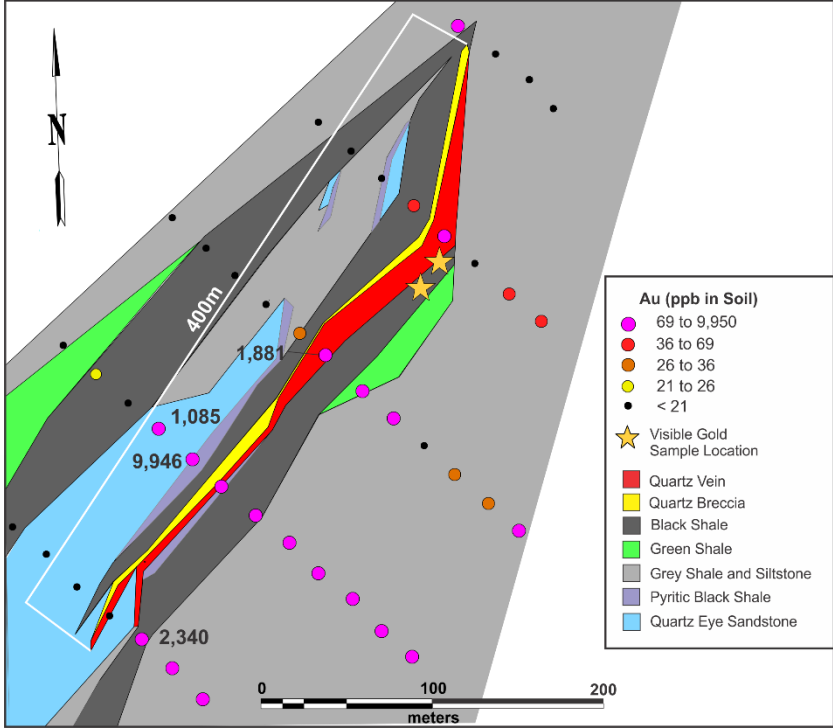 N
400m
1,881
1,085
9,946
2,340
0
100
200
meters
Au (ppb in Soil)
69 to 9,950
36 to 69
26 to 36
21 to 26
< 21
Visible Gold
Sample Location
Quartz Vein
Quartz Breccia
Black Shale
Green Shale
Grey Shale and Siltstone
Pyritic Black Shale
Quartz Eye Sandstone